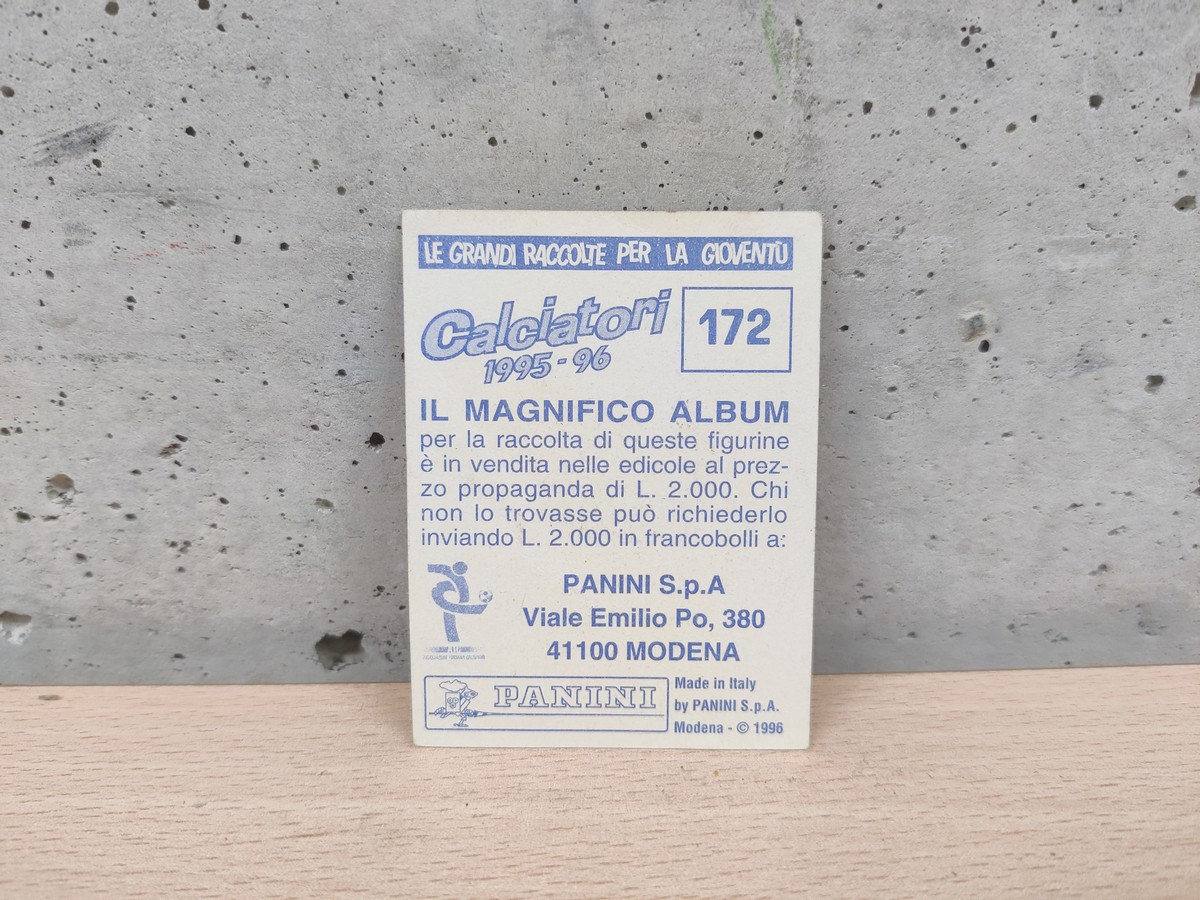 LE GRANDI RACCOLTE PER LA GIOVENTÙ
Calciatori
1995-96
172
IL MAGNIFICO ALBUM
per la raccolta di queste figurine
è in vendita nelle edicole al prez-
zo propaganda di L. 2.000. Chi
non lo trovasse può richiederlo
inviando L. 2.000 in francobolli a:
PANINI S.p.A
Viale Emilio Po, 380
41100 MODENA
PANINI
Made in Italy
by PANINI S.p.A.
Modena - © 1996